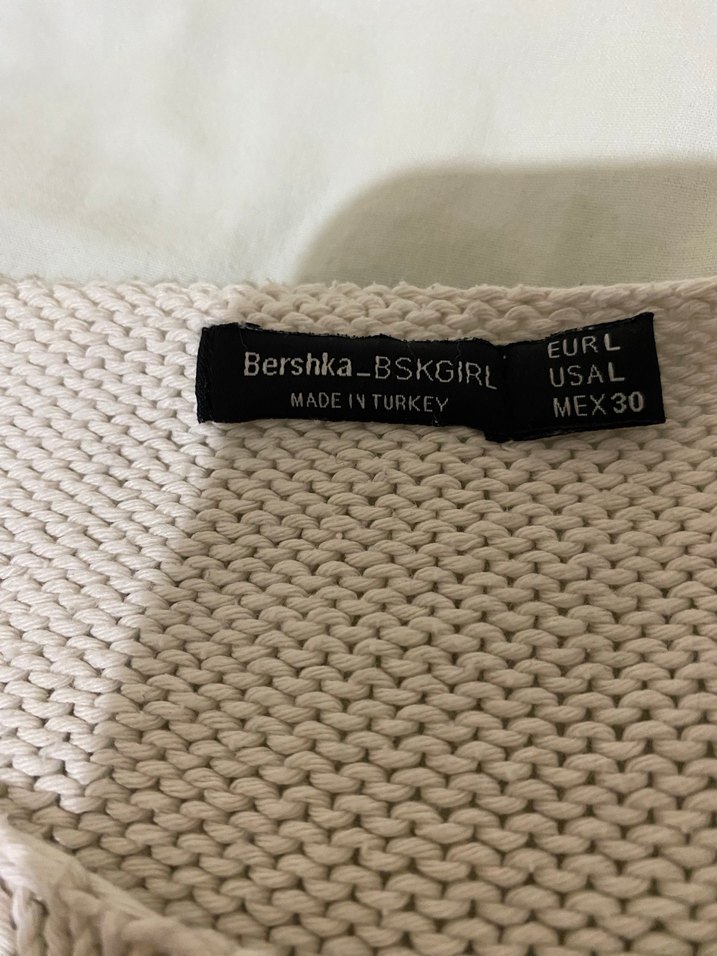 Bershka_BSKGIRL
MADE IN TURKEY
EUR L
USA L
MEX 30